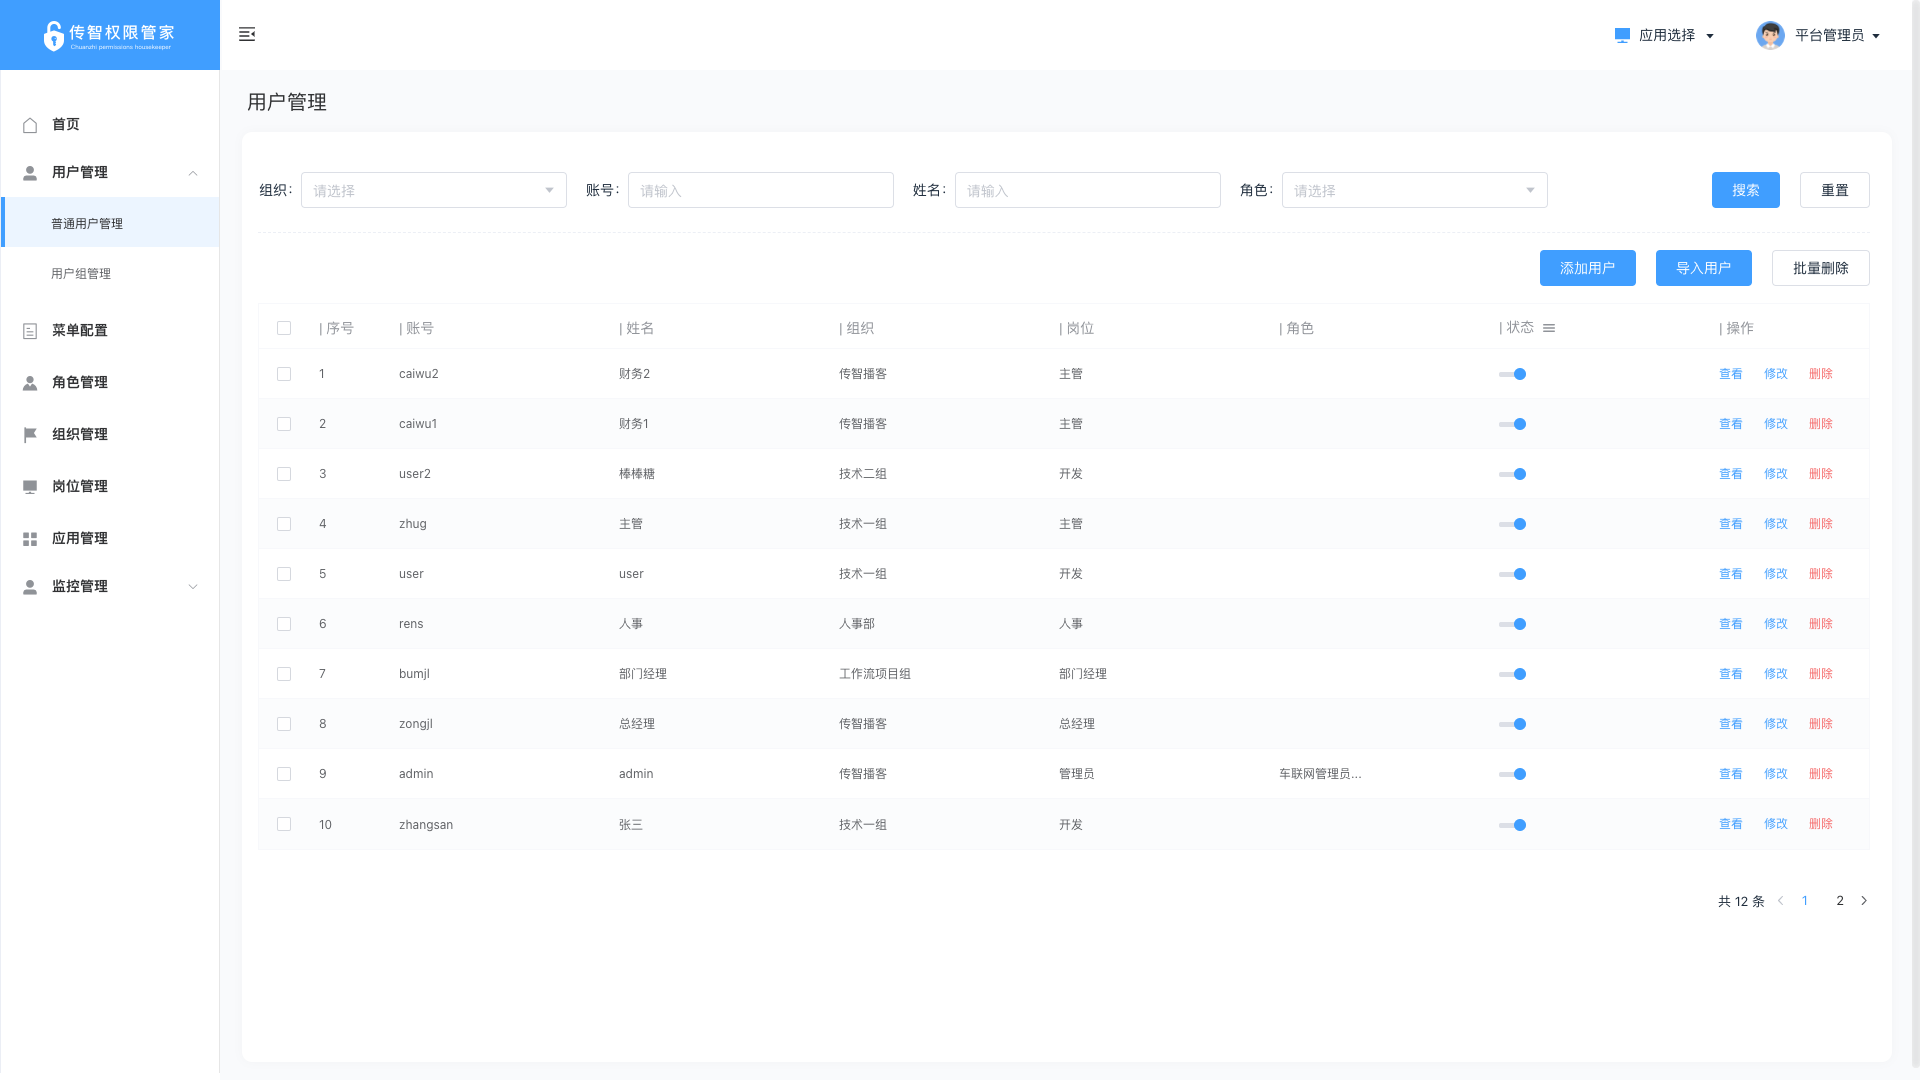 传智权限管家
Chuanzhi permissions housekeeper
应用选择
平台管理员
首页
用户管理
普通用户管理
用户组管理
菜单配置
角色管理
组织管理
岗位管理
应用管理
监控管理
用户管理
组织: 请选择 账号: 请输入 姓名: 请输入 角色: 请选择 搜索 重置
添加用户 导入用户 批量删除
| 序号 | 账号 | 姓名 | 组织 | 岗位 | 角色 | 状态 | 操作
1 caiwu2 财务2 传智播客 主管 查看 修改 删除
2 caiwu1 财务1 传智播客 主管 查看 修改 删除
3 user2 棒棒糖 技术二组 开发 查看 修改 删除
4 zhug 主管 技术一组 主管 查看 修改 删除
5 user user 技术一组 开发 查看 修改 删除
6 rens 人事 人事部 人事 查看 修改 删除
7 bumjl 部门经理 工作流项目组 部门经理 查看 修改 删除
8 zongjl 总经理 传智播客 总经理 查看 修改 删除
9 admin admin 传智播客 管理员 车联网管理员... 查看 修改 删除
10 zhangsan 张三 技术一组 开发 查看 修改 删除
共 12 条 1 2